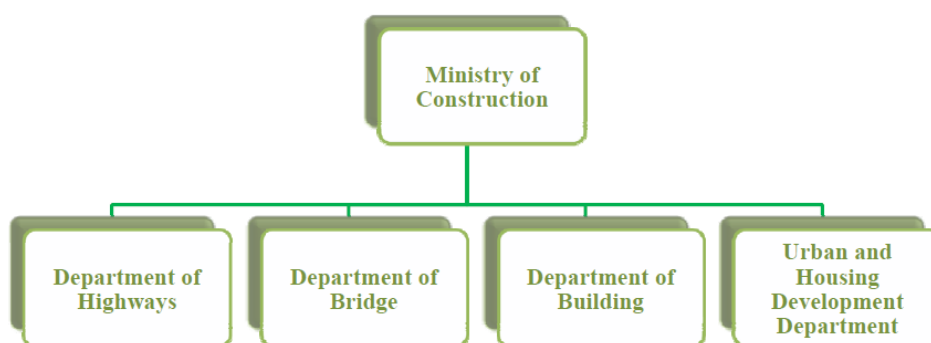 Ministry of
Construction
Department of
Highways
Department of
Bridge
Department of
Building
Urban and
Housing
Development
Department